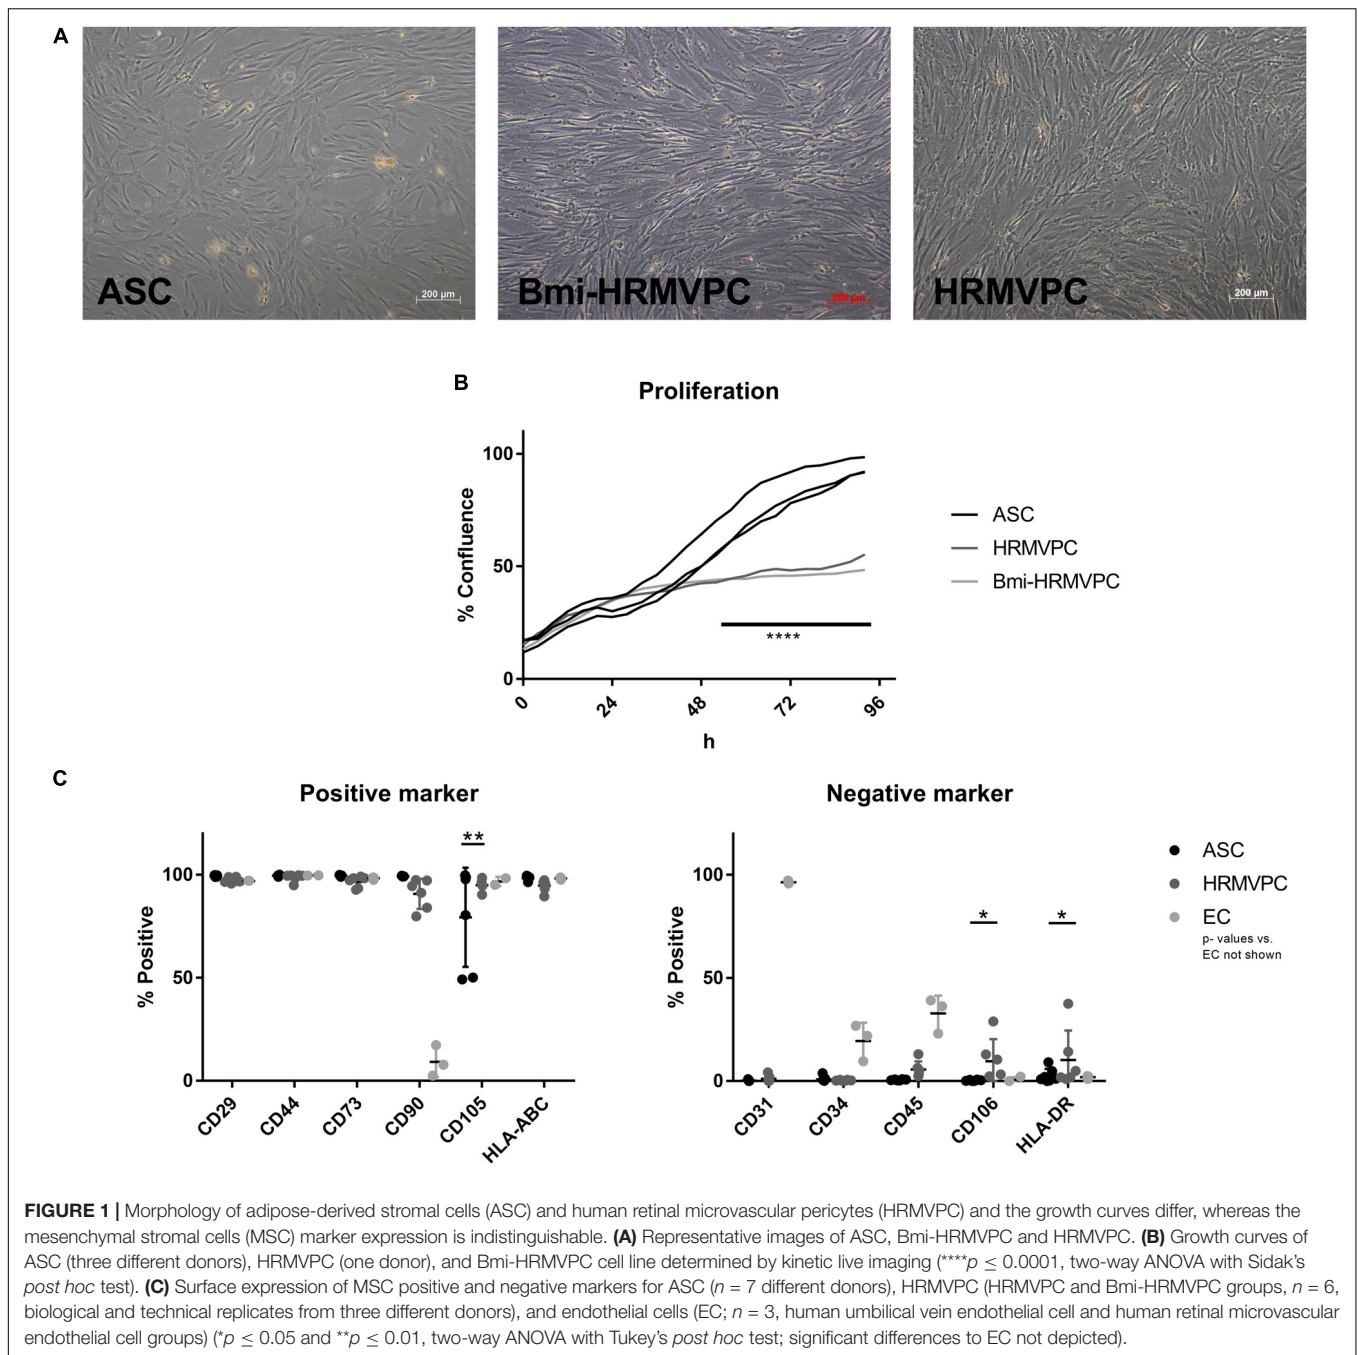 A
ASC
200 µm
Bmi-HRMVPC
200 µm
HRMVPC
200 µm
B
Proliferation
% Confluence
100
50
0
0
24
48
72
96
h
****
ASC
HRMVPC
Bmi-HRMVPC
C
Positive marker
% Positive
100
50
0
**
CD29
CD44
CD73
CD90
CD105
HLA-ABC
Negative marker
% Positive
100
50
0
*
*
CD31
CD34
CD45
CD106
HLA-DR
ASC
HRMVPC
EC
p- values vs.
EC not shown
FIGURE 1 | Morphology of adipose-derived stromal cells (ASC) and human retinal microvascular pericytes (HRMVPC) and the growth curves differ, whereas the
mesenchymal stromal cells (MSC) marker expression is indistinguishable. (A) Representative images of ASC, Bmi-HRMVPC and HRMVPC. (B) Growth curves of
ASC (three different donors), HRMVPC (one donor), and Bmi-HRMVPC cell line determined by kinetic live imaging (****p ≤ 0.0001, two-way ANOVA with Sidak's
post hoc test). (C) Surface expression of MSC positive and negative markers for ASC (n = 7 different donors), HRMVPC (HRMVPC and Bmi-HRMVPC groups, n = 6,
biological and technical replicates from three different donors), and endothelial cells (EC; n = 3, human umbilical vein endothelial cell and human retinal microvascular
endothelial cell groups) (*p ≤ 0.05 and **p ≤ 0.01, two-way ANOVA with Tukey's post hoc test; significant differences to EC not depicted).